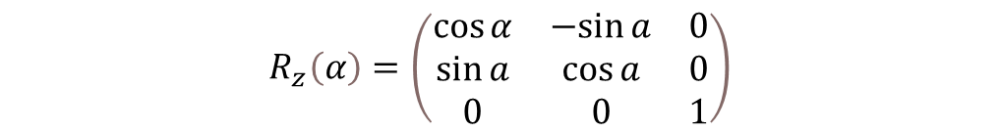 cos α −sin a 0
R_z(α) = sin a cos a 0
0 0 1